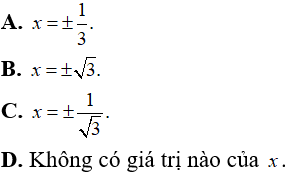 A. x = ±1/3.
B. x = ±√3.
C. x = ±1/√3.
D. Không có giá trị nào của x.